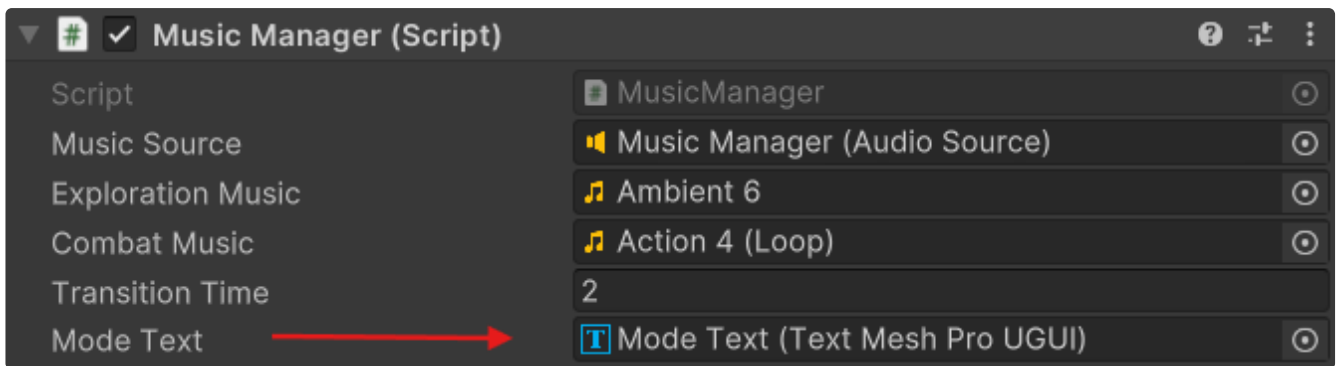 Music Manager (Script)
Script MusicManager
Music Source Music Manager (Audio Source)
Exploration Music Ambient 6
Combat Music Action 4 (Loop)
Transition Time 2
Mode Text Mode Text (Text Mesh Pro UGUI)